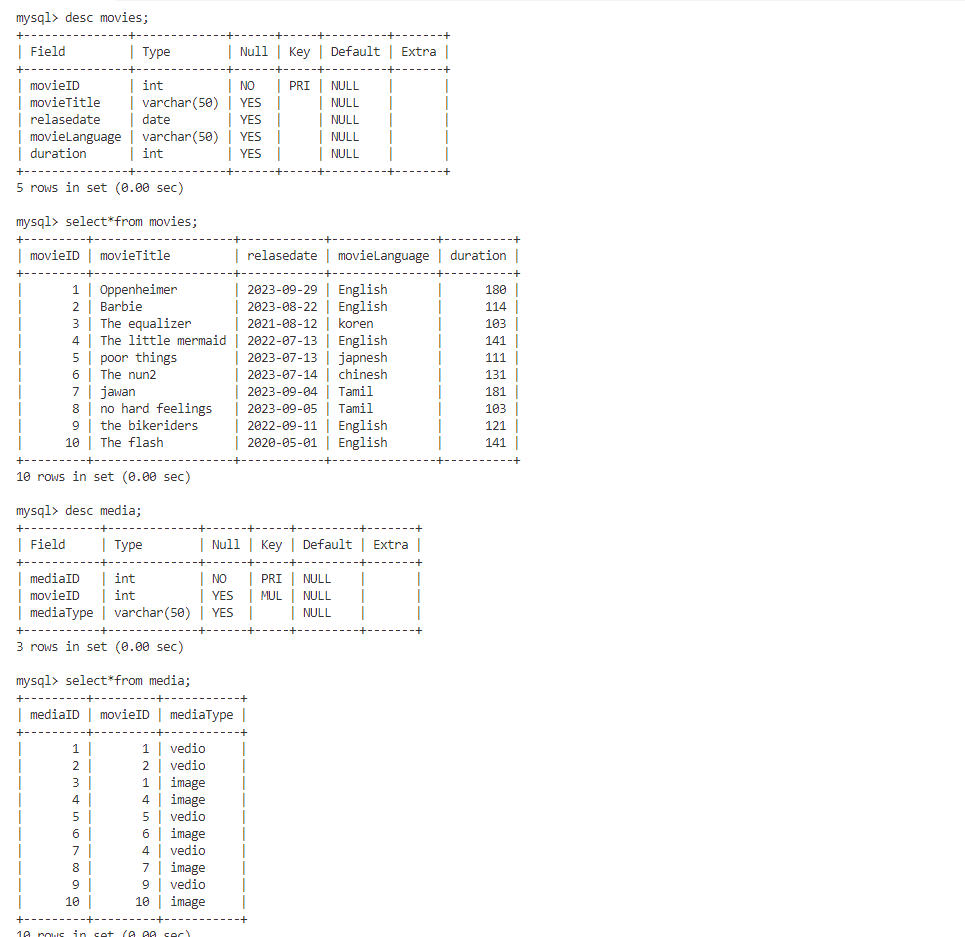 mysql> desc movies;
+---------------+-------------+------+-----+---------+-------+
| Field         | Type        | Null | Key | Default | Extra |
+---------------+-------------+------+-----+---------+-------+
| movieID       | int         | NO   | PRI | NULL    |       |
| movieTitle    | varchar(50) | YES  |     | NULL    |       |
| relasedate    | date        | YES  |     | NULL    |       |
| movieLanguage | varchar(50) | YES  |     | NULL    |       |
| duration      | int         | YES  |     | NULL    |       |
+---------------+-------------+------+-----+---------+-------+
5 rows in set (0.00 sec)
mysql> select*from movies;
+---------+--------------------+------------+---------------+----------+
| movieID | movieTitle         | relasedate | movieLanguage | duration |
+---------+--------------------+------------+---------------+----------+
|       1 | Oppenheimer        | 2023-09-29 | English       |      180 |
|       2 | Barbie             | 2023-08-22 | English       |      114 |
|       3 | The equalizer      | 2021-08-12 | koren         |      103 |
|       4 | The little mermaid | 2022-07-13 | English       |      141 |
|       5 | poor things        | 2023-07-13 | japnesh       |      111 |
|       6 | The nun2           | 2023-07-14 | chinesh       |      131 |
|       7 | jawan              | 2023-09-04 | Tamil         |      181 |
|       8 | no hard feelings   | 2023-09-05 | Tamil         |      103 |
|       9 | the bikeriders     | 2022-09-11 | English       |      121 |
|      10 | The flash          | 2020-05-01 | English       |      141 |
+---------+--------------------+------------+---------------+----------+
10 rows in set (0.00 sec)
mysql> desc media;
+-----------+-------------+------+-----+---------+-------+
| Field     | Type        | Null | Key | Default | Extra |
+-----------+-------------+------+-----+---------+-------+
| mediaID   | int         | NO   | PRI | NULL    |       |
| movieID   | int         | YES  | MUL | NULL    |       |
| mediaType | varchar(50) | YES  |     | NULL    |       |
+-----------+-------------+------+-----+---------+-------+
3 rows in set (0.00 sec)
mysql> select*from media;
+---------+---------+-----------+
| mediaID | movieID | mediaType |
+---------+---------+-----------+
|       1 |       1 | vedio     |
|       2 |       2 | vedio     |
|       3 |       1 | image     |
|       4 |       4 | image     |
|       5 |       5 | vedio     |
|       6 |       6 | image     |
|       7 |       4 | vedio     |
|       8 |       7 | image     |
|       9 |       9 | vedio     |
|      10 |      10 | image     |
+---------+---------+-----------+
10 rows in set (0.00 sec)